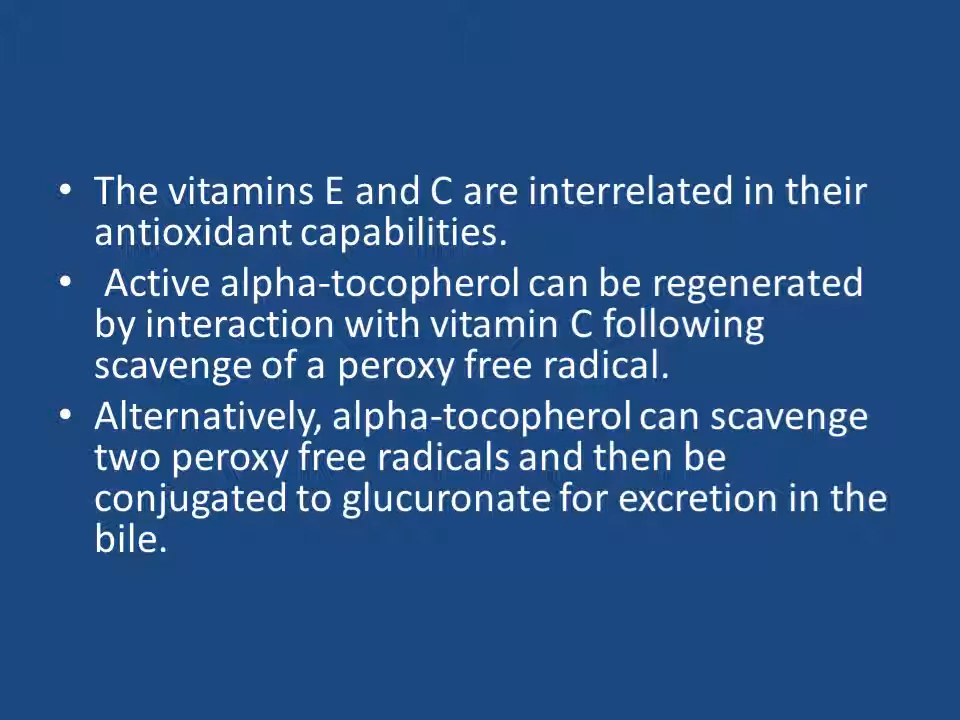 • The vitamins E and C are interrelated in their
antioxidant capabilities.
• Active alpha-tocopherol can be regenerated
by interaction with vitamin C following
scavenge of a peroxy free radical.
• Alternatively, alpha-tocopherol can scavenge
two peroxy free radicals and then be
conjugated to glucuronate for excretion in the
bile.